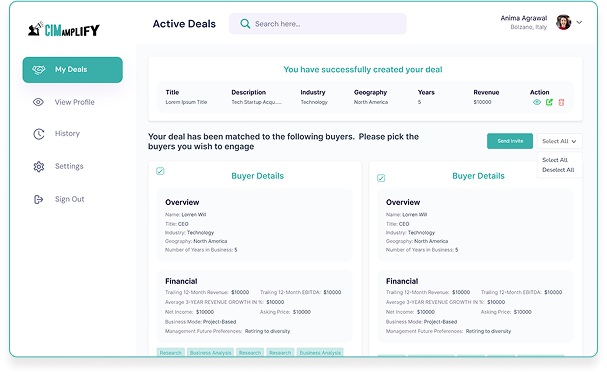 CIMAMPLIFY
Active Deals
Search here...
Anima Agrawal
Bolzano, Italy
My Deals
View Profile
History
Settings
Sign Out
You have successfully created your deal
Title Description Industry Geography Years Revenue Action
Lorem Ipsum Title Tech Startup Acqu..... Technology North America 5 $10000
Your deal has been matched to the following buyers. Please pick the
buyers you wish to engage
Send Invite
Select All
Select All
Deselect All
Buyer Details
Overview
Name: Lorren Will
Title: CEO
Industry: Technology
Geography: North America
Number of Years in Business: 5
Financial
Trailing 12-Month Revenue: $10000 Trailing 12-Month EBITDA: $10000
Average 3-YEAR REVENUE GROWTH IN %: $10000
Net Income: $10000 Asking Price: $10000
Business Mode: Project-Based
Management Future Preferences: Retiring to diversity
Research Business Analysis Research Research Business Analysis
Buyer Details
Overview
Name: Lorren Will
Title: CEO
Industry: Technology
Geography: North America
Number of Years in Business: 5
Financial
Trailing 12-Month Revenue: $10000 Trailing 12-Month EBITDA: $10000
Average 3-YEAR REVENUE GROWTH IN %: $10000
Net Income: $10000 Asking Price: $10000
Business Mode: Project-Based
Management Future Preferences: Retiring to diversity